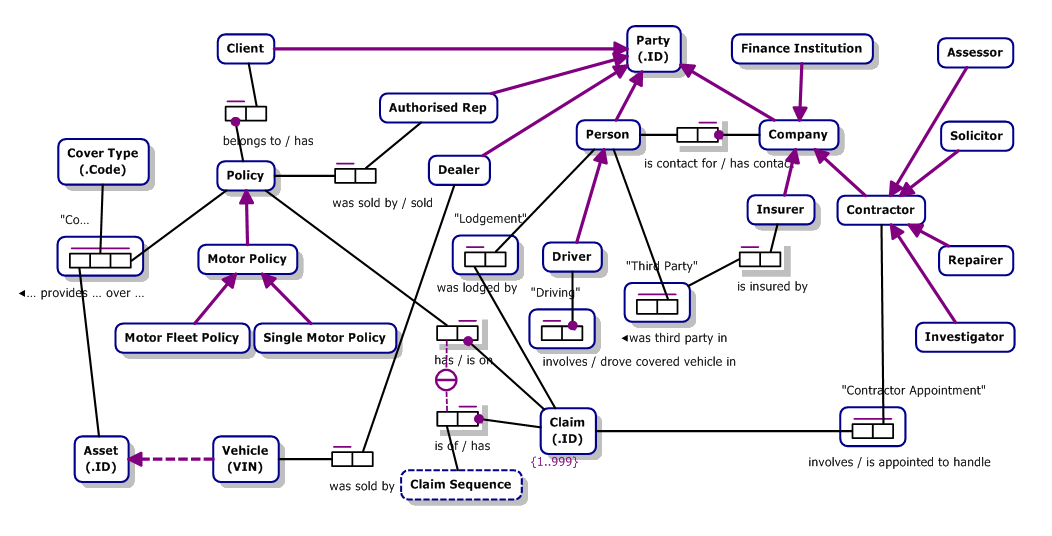 Client
Party
(.ID)
Finance Institution
Assessor
Authorised Rep
belongs to / has
Person
Company
Solicitor
is contact for / has contact
Cover Type
(.Code)
Policy
Dealer
was sold by / sold
"Co...
"Lodgement"
Insurer
Contractor
Motor Policy
Driver
"Third Party"
Repairer
◄... provides ... over ...
was lodged by
"Driving"
is insured by
Motor Fleet Policy
Single Motor Policy
◄was third party in
Investigator
has / is on
involves / drove covered vehicle in
"Contractor Appointment"
Asset
(.ID)
Vehicle
(VIN)
is of / has
Claim
(.ID)
{1..999}
involves / is appointed to handle
was sold by
Claim Sequence